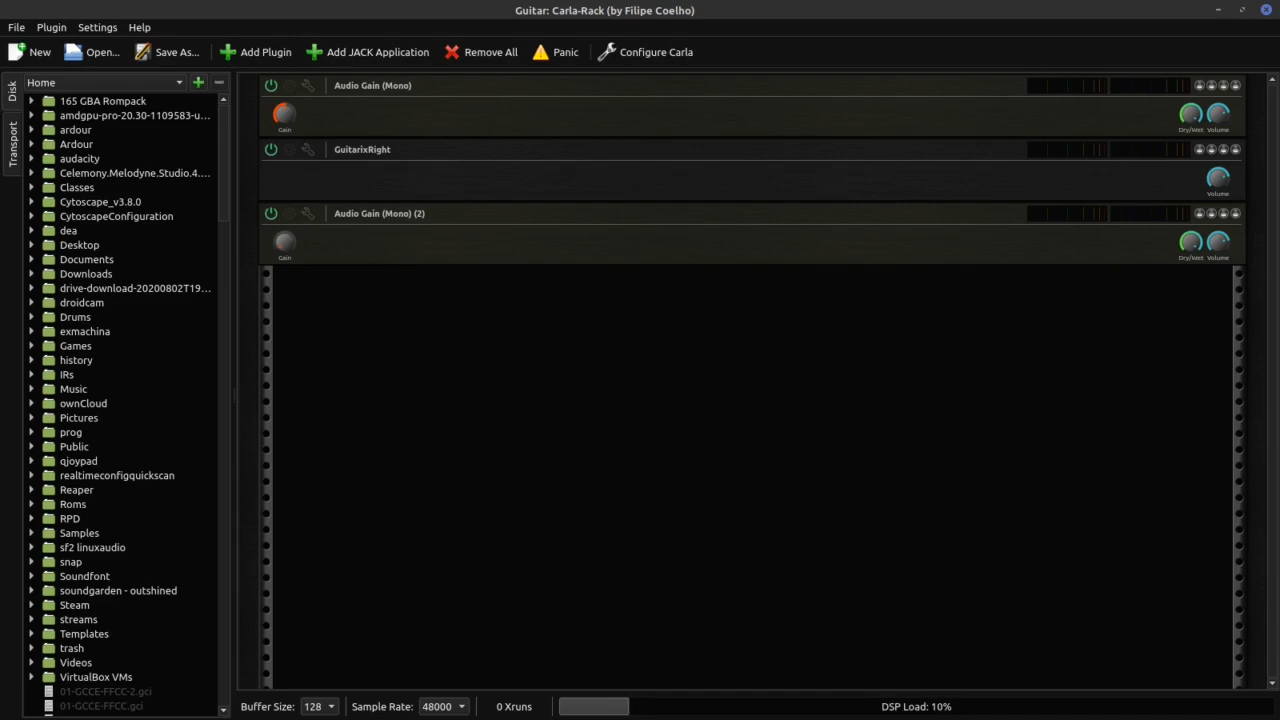 Guitar: Carla-Rack (by Filipe Coelho)
File Plugin Settings Help
New Open... Save As... Add Plugin Add JACK Application Remove All Panic Configure Carla
Disk
Transport
Home
165 GBA Rompack
amdgpu-pro-20.30-1109583-u...
ardour
Ardour
audacity
Celemony.Melodyne.Studio.4....
Classes
Cytoscape_v3.8.0
CytoscapeConfiguration
dea
Desktop
Documents
Downloads
drive-download-20200802T19...
droidcam
Drums
exmachina
Games
history
IRs
Music
ownCloud
Pictures
prog
Public
qjoypad
realtimeconfigquickscan
Reaper
Roms
RPD
Samples
sf2 linuxaudio
snap
Soundfont
soundgarden - outshined
Steam
streams
Templates
trash
Videos
VirtualBox VMs
01-GCCE-FFCC-2.gci
01-GCCE-FFCC.gci
Audio Gain (Mono)
Gain Dry/Wet Volume
GuitarixRight
Volume
Audio Gain (Mono) (2)
Gain Dry/Wet Volume
Buffer Size: 128 Sample Rate: 48000 0 Xruns DSP Load: 10%